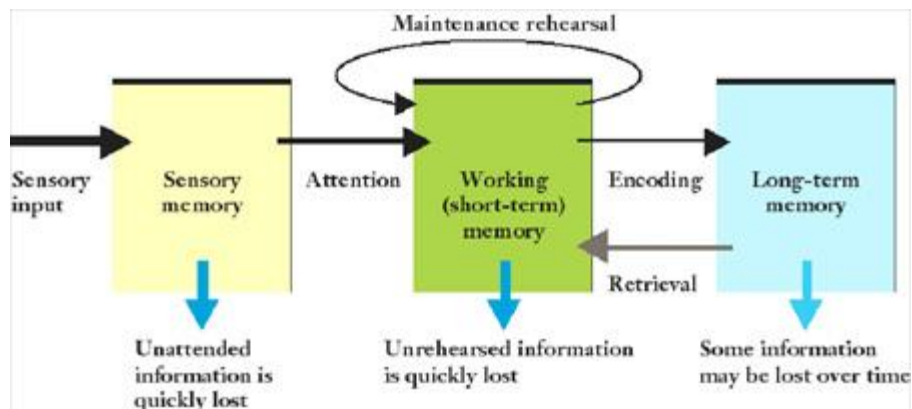 Maintenance rehearsal
Sensory
input
Sensory
memory
Attention
Working
(short-term)
memory
Encoding
Long-term
memory
Retrieval
Unattended
information is
quickly lost
Unrehearsed information
is quickly lost
Some information
may be lost over time